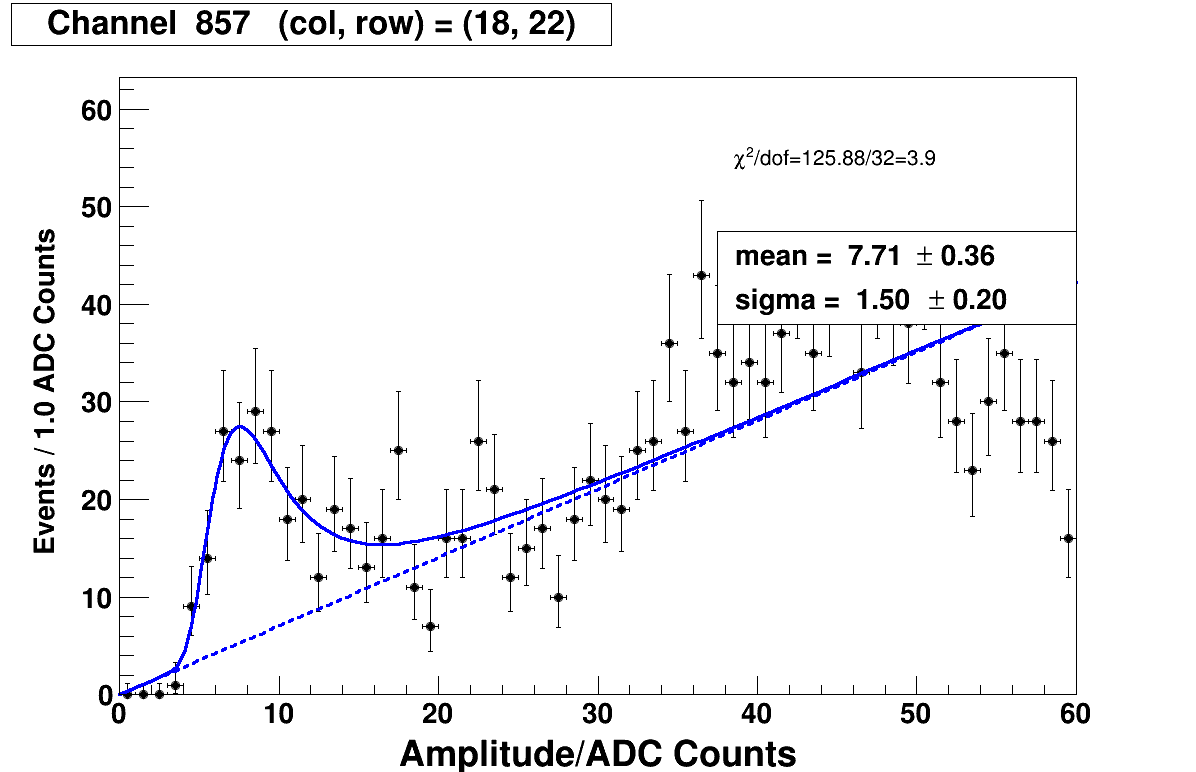 Channel 857 (col, row) = (18, 22)
60
50
40
30
20
10
0
Events / 1.0 ADC Counts
χ²/dof=125.88/32=3.9
mean = 7.71 ± 0.36
sigma = 1.50 ± 0.20
0 10 20 30 40 50 60
Amplitude/ADC Counts